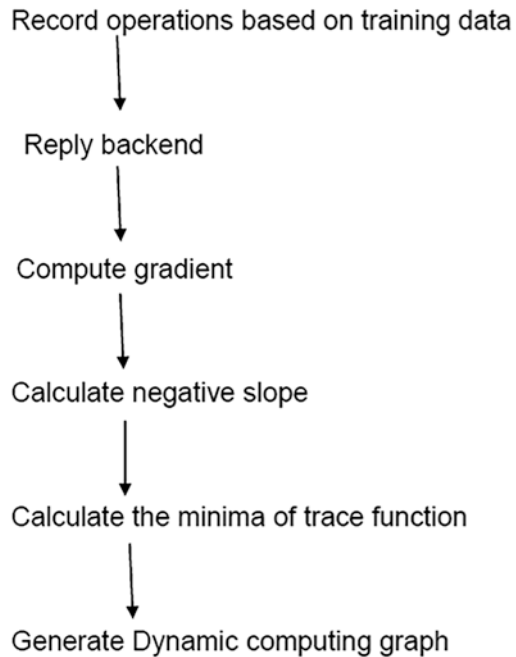 Record operations based on training data
Reply backend
Compute gradient
Calculate negative slope
Calculate the minima of trace function
Generate Dynamic computing graph